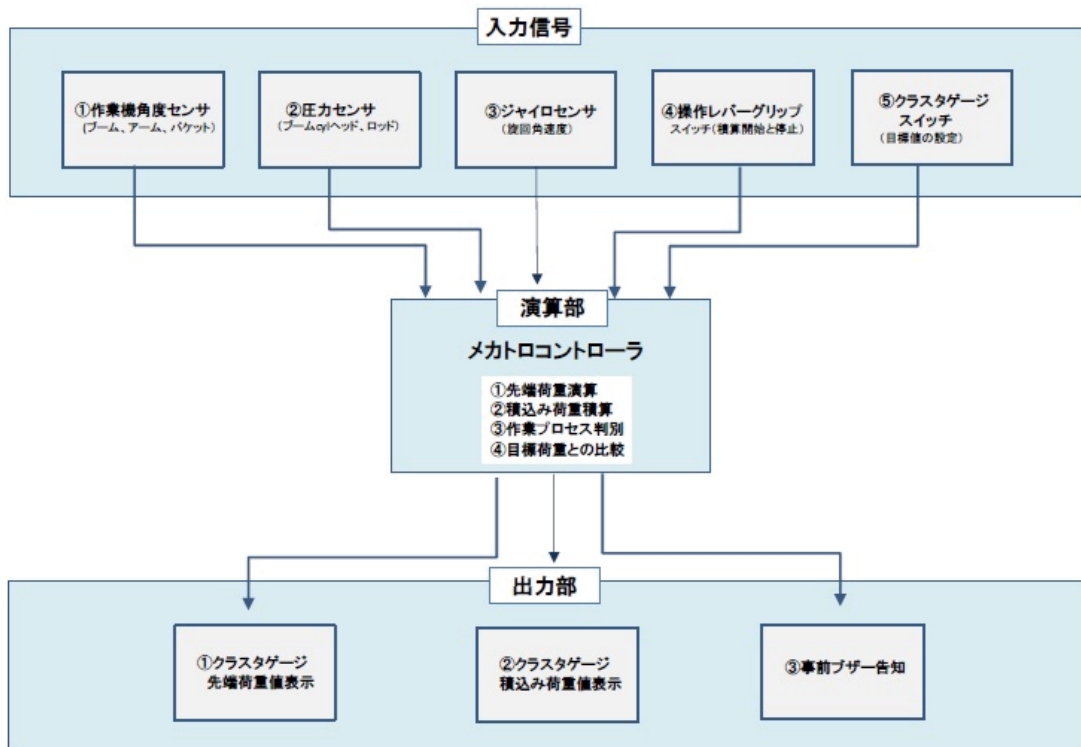 入力信号
①作業機角度センサ
(ブーム、アーム、バケット)
②圧力センサ
(ブームcylヘッド、ロッド)
③ジャイロセンサ
(旋回角速度)
④操作レバーグリップ
スイッチ(積算開始と停止)
⑤クラスタゲージ
スイッチ
(目標値の設定)
演算部
メカトロコントローラ
①先端荷重演算
②積込み荷重積算
③作業プロセス判別
④目標荷重との比較
出力部
①クラスタゲージ
先端荷重値表示
②クラスタゲージ
積込み荷重値表示
③事前ブザー告知